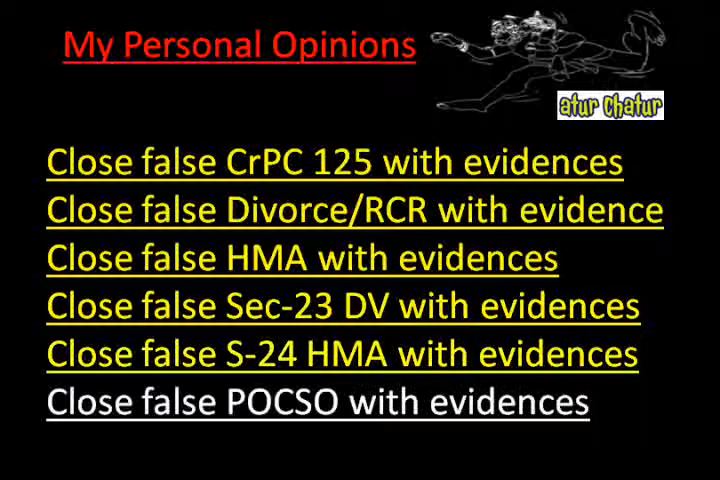 My Personal Opinions
atur Chatur
Close false CrPC 125 with evidences
Close false Divorce/RCR with evidence
Close false HMA with evidences
Close false Sec-23 DV with evidences
Close false S-24 HMA with evidences
Close false POCSO with evidences